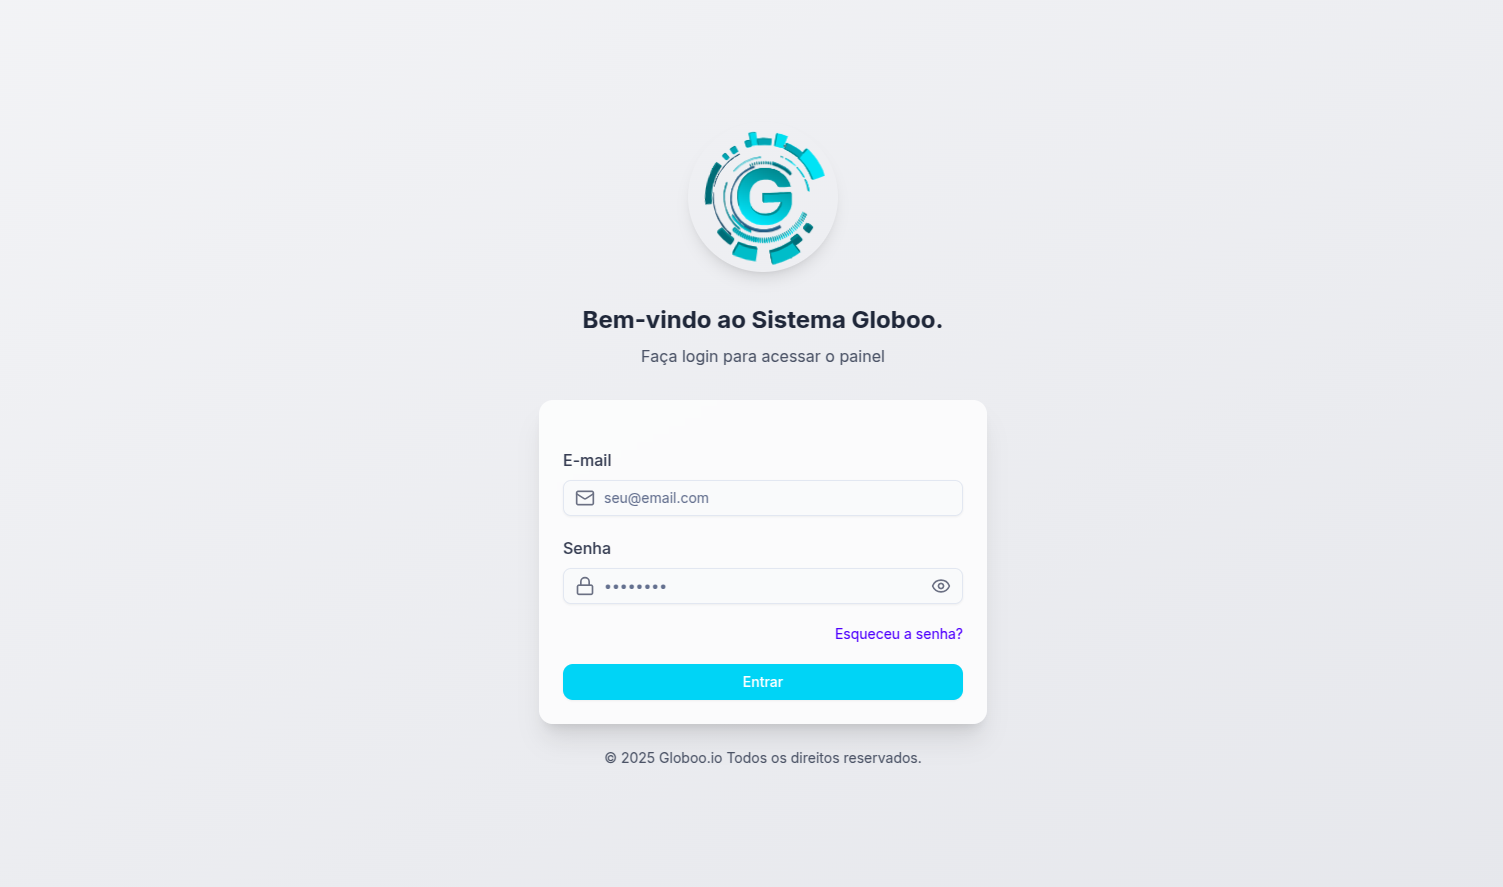 G
Bem-vindo ao Sistema Globoo.
Faça login para acessar o painel
E-mail
seu@email.com
Senha
••••••••
Esqueceu a senha?
Entrar
© 2025 Globoo.io Todos os direitos reservados.